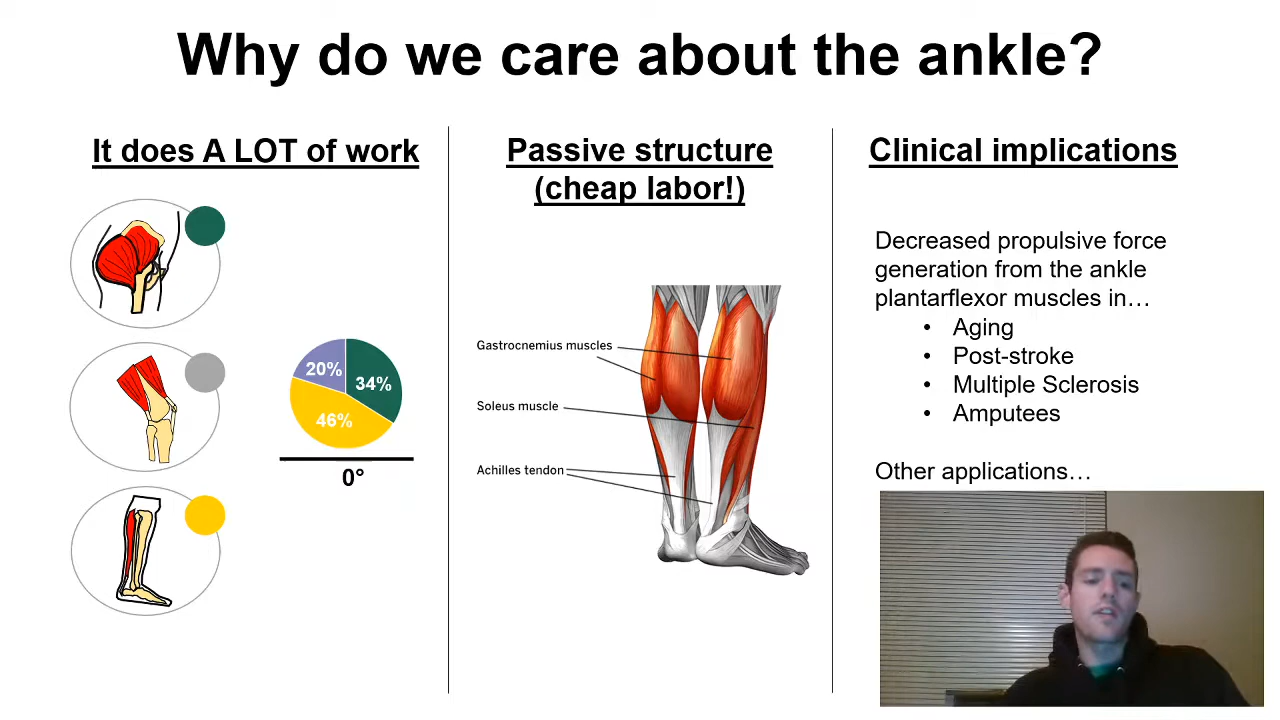 Why do we care about the ankle?
It does A LOT of work
20%
34%
46%
0°
Passive structure
(cheap labor!)
Gastrocnemius muscles
Soleus muscle
Achilles tendon
Clinical implications
Decreased propulsive force
generation from the ankle
plantarflexor muscles in…
• Aging
• Post-stroke
• Multiple Sclerosis
• Amputees
Other applications…